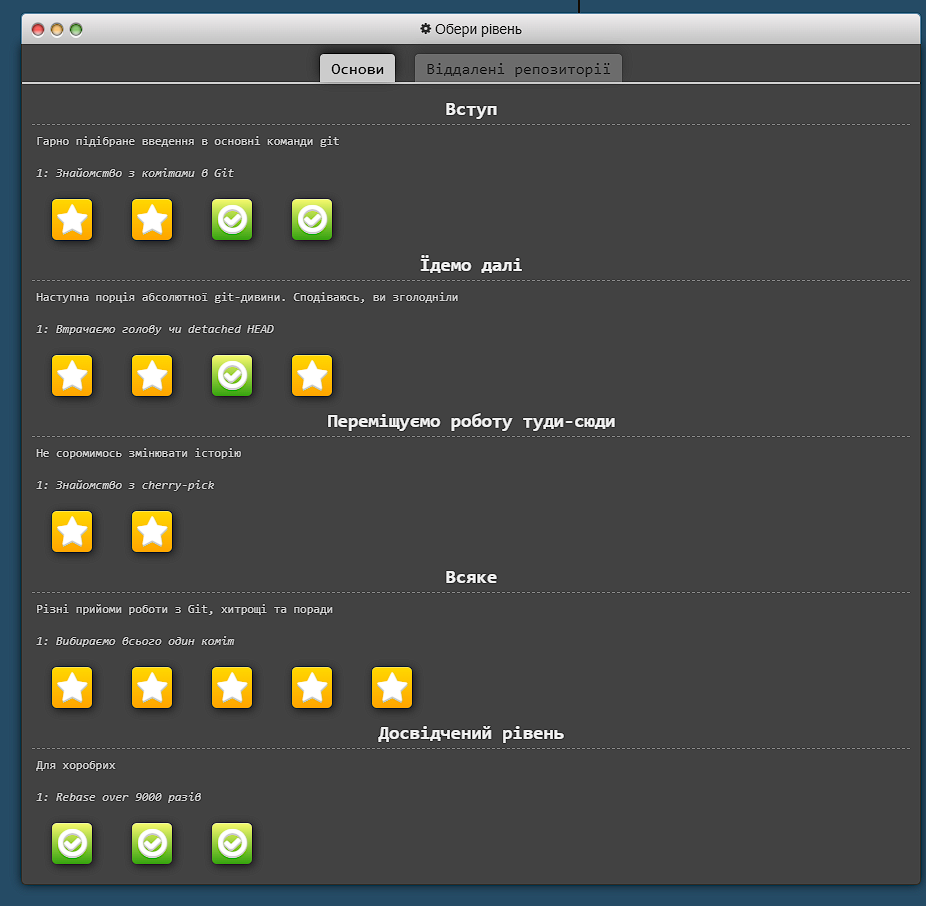 Обери рівень
Основи
Віддалені репозиторії
Вступ
Гарно підібране введення в основні команди git
1: Знайомство з комітами в Git
Їдемо далі
Наступна порція абсолютної git-дивини. Сподіваюсь, ви зголодніли
1: Втрачаємо голову чи detached HEAD
Переміщуємо роботу туди-сюди
Не соромимось змінювати історію
1: Знайомство з cherry-pick
Всяке
Різні прийоми роботи з Git, хитрощі та поради
1: Вибираємо всього один коміт
Досвідчений рівень
Для хоробрих
1: Rebase over 9000 разів